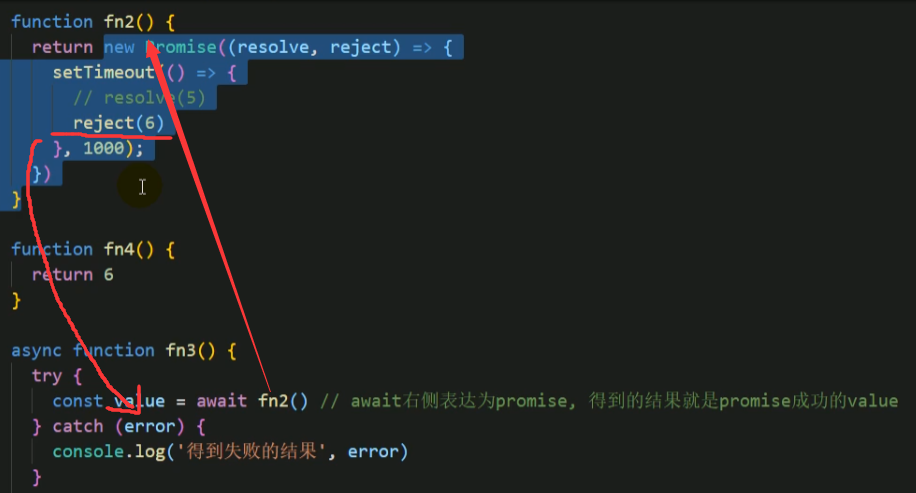 function fn2() {
return new Promise((resolve, reject) => {
setTimeout(() => {
// resolve(5)
reject(6)
}, 1000);
})
}
function fn4() {
return 6
}
async function fn3() {
try {
const value = await fn2() // await右侧表达为promise, 得到的结果就是promise成功的value
} catch (error) {
console.log('得到失败的结果', error)
}